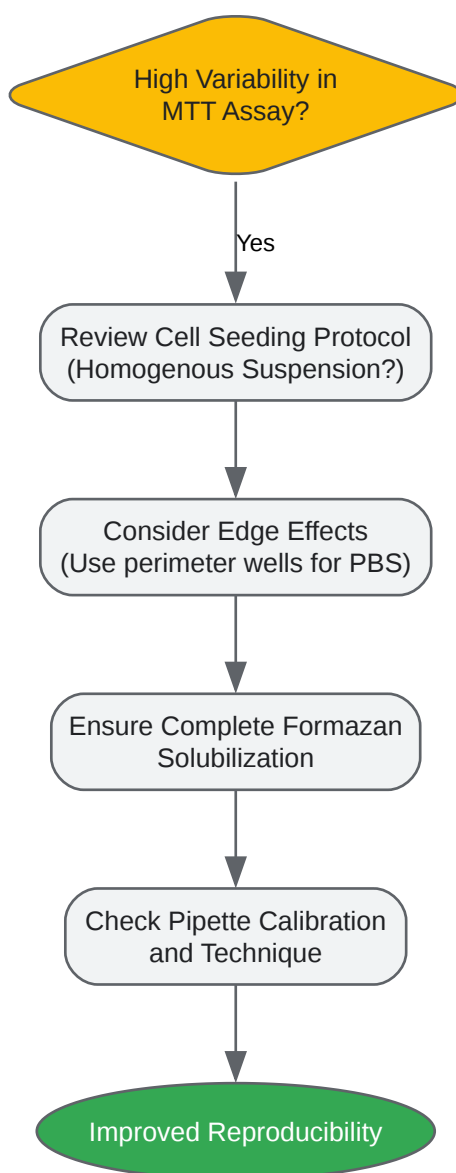 High Variability in
MTT Assay?
Yes
Review Cell Seeding Protocol
(Homogenous Suspension?)
Consider Edge Effects
(Use perimeter wells for PBS)
Ensure Complete Formazan
Solubilization
Check Pipette Calibration
and Technique
Improved Reproducibility